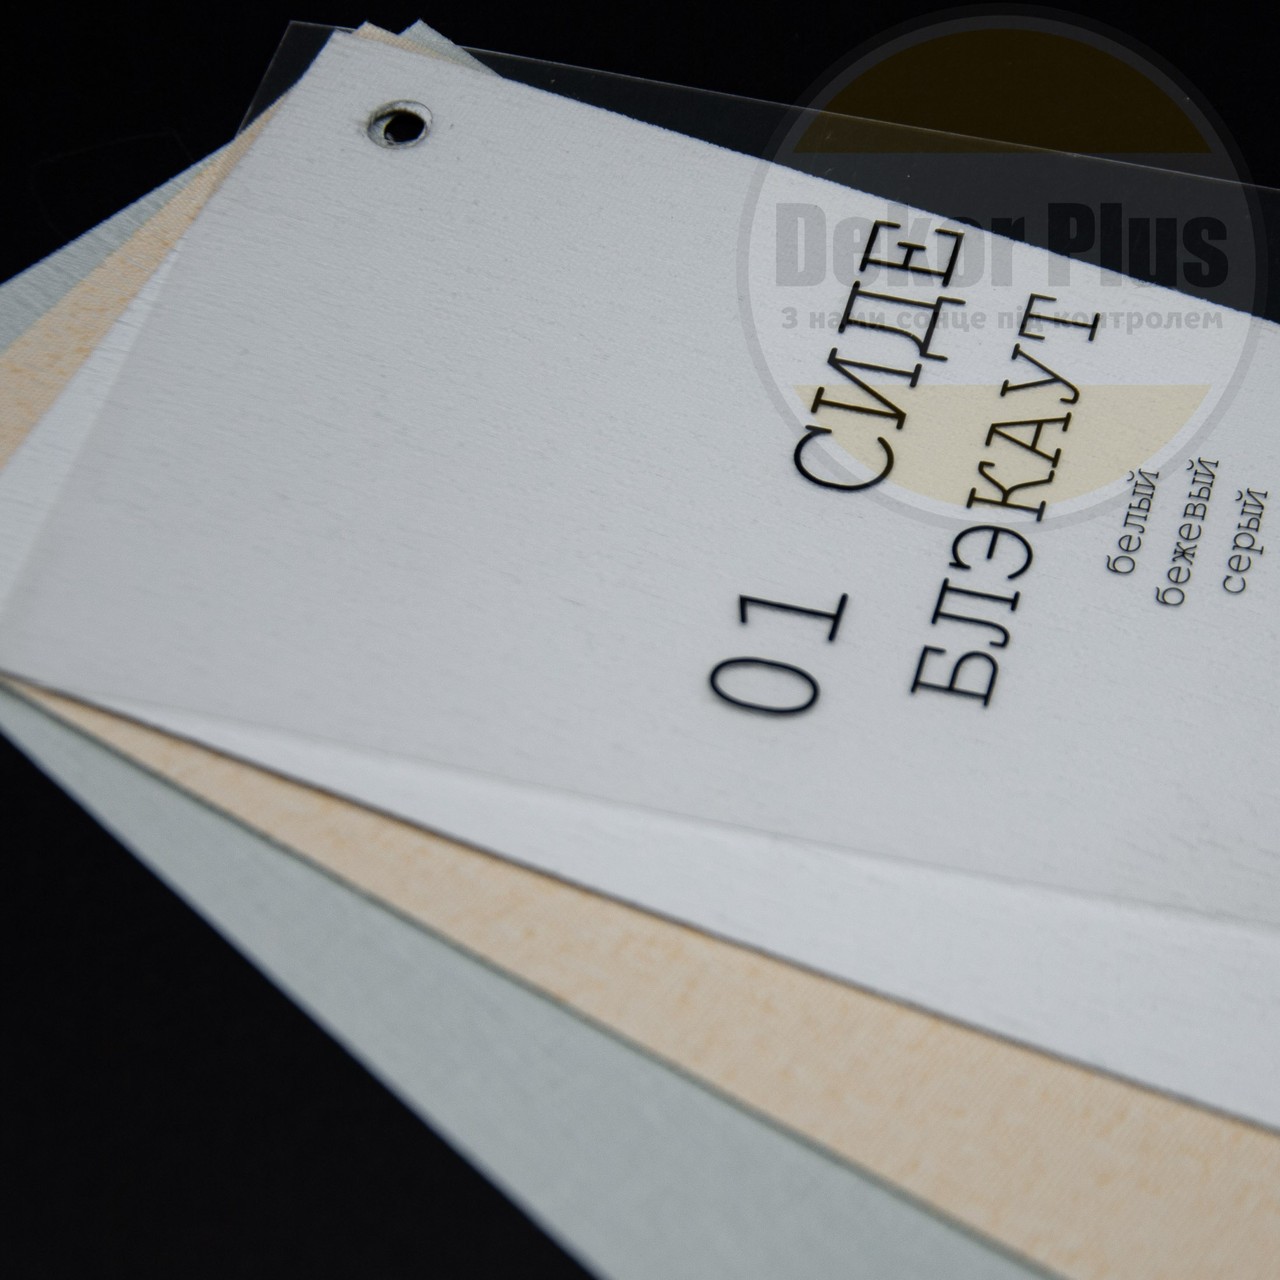 Dekor Plus
З нами сонце під контролем
01 СИДЕ
БЛЭКАУТ
белый
бежевый
серый